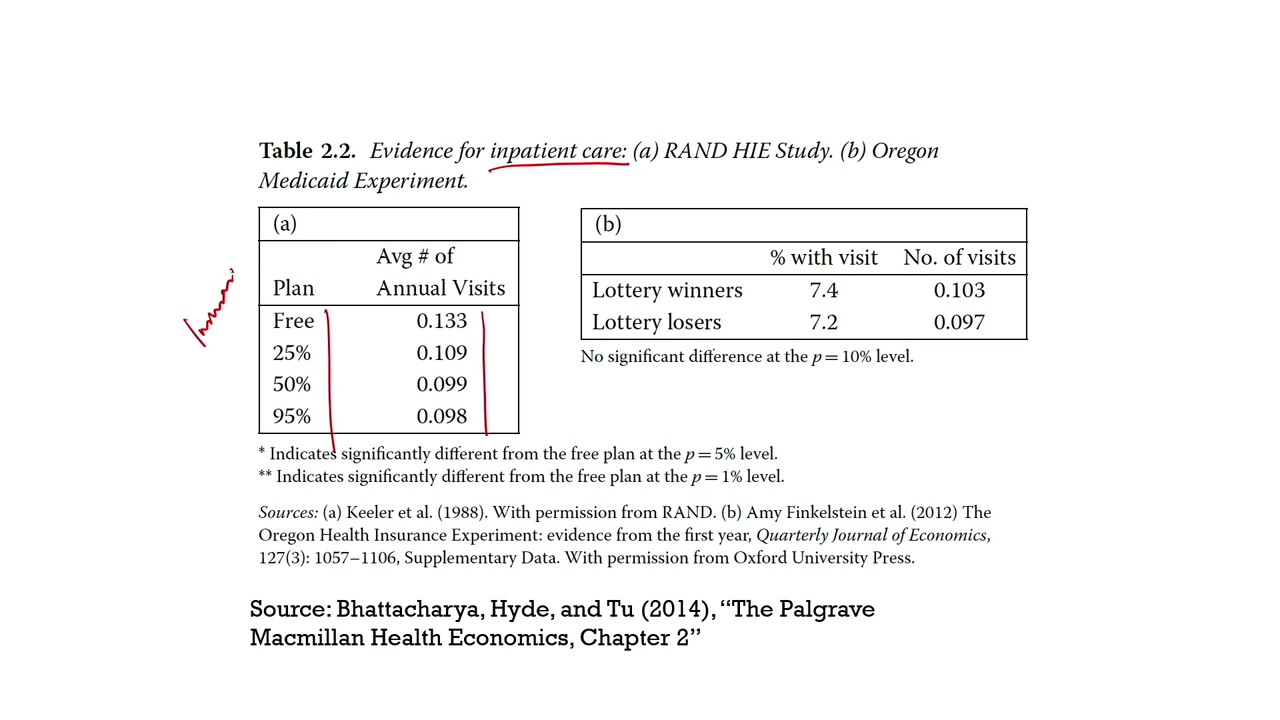 Table 2.2. Evidence for inpatient care: (a) RAND HIE Study. (b) Oregon
Medicaid Experiment.
(a)
Avg # of
Plan Annual Visits
Free 0.133
25% 0.109
50% 0.099
95% 0.098
(b)
% with visit No. of visits
Lottery winners 7.4 0.103
Lottery losers 7.2 0.097
No significant difference at the p = 10% level.
* Indicates significantly different from the free plan at the p = 5% level.
** Indicates significantly different from the free plan at the p = 1% level.
Sources: (a) Keeler et al. (1988). With permission from RAND. (b) Amy Finkelstein et al. (2012) The
Oregon Health Insurance Experiment: evidence from the first year, Quarterly Journal of Economics,
127(3): 1057–1106, Supplementary Data. With permission from Oxford University Press.
Source: Bhattacharya, Hyde, and Tu (2014), “The Palgrave
Macmillan Health Economics, Chapter 2”